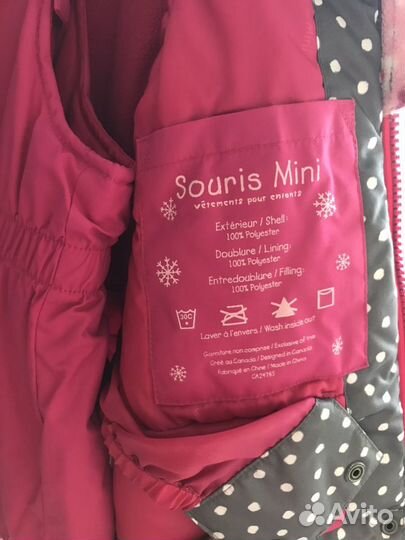 Souris Mini
vêtements pour enfants
Extérieur / Shell:
100% Polyester
Doublure / Lining:
100% Polyester
Entredoublure / Filling:
100% Polyester
30C
Laver à l'envers / Wash inside out
Garniture non comprise / Exclusive of trim
Créé au Canada / Designed in Canada
Fabriqué en Chine / Made in China
CA24765
Avito